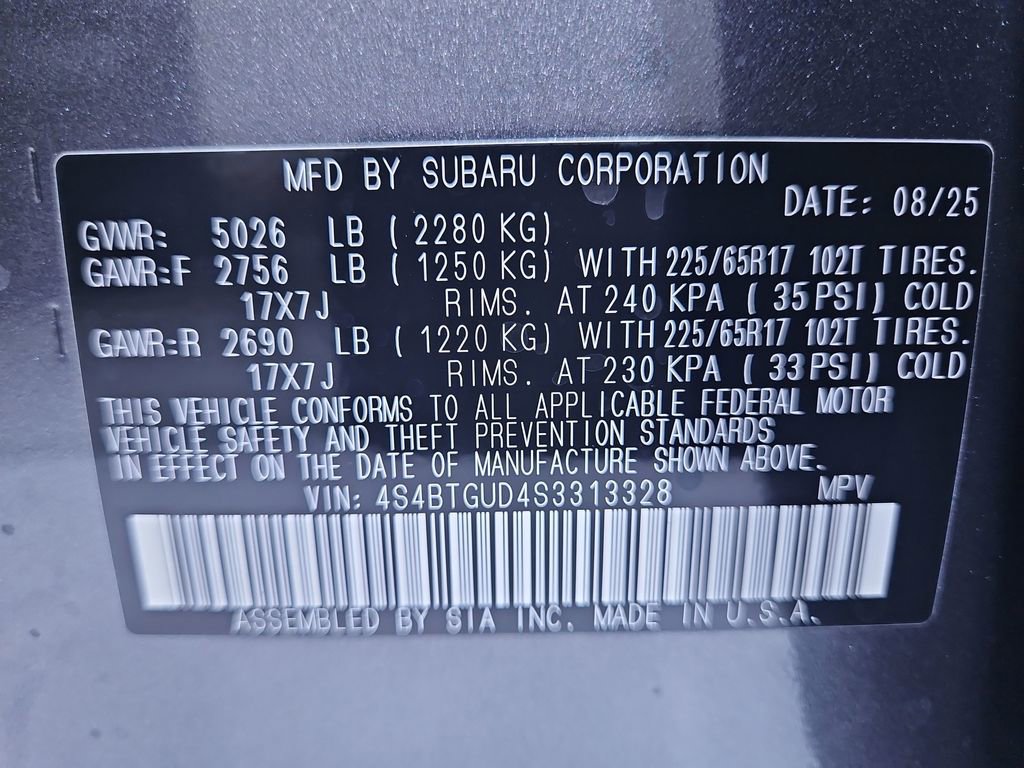 MFD BY SUBARU CORPORATION
DATE: 08/25
GVWR: 5026 LB ( 2280 KG)
GAWR:F 2756 LB ( 1250 KG) WITH 225/65R17 102T TIRES.
17X7J RIMS. AT 240 KPA ( 35 PSI) COLD
GAWR:R 2690 LB ( 1220 KG) WITH 225/65R17 102T TIRES.
17X7J RIMS. AT 230 KPA ( 33 PSI) COLD
THIS VEHICLE CONFORMS TO ALL APPLICABLE FEDERAL MOTOR
VEHICLE SAFETY AND THEFT PREVENTION STANDARDS
IN EFFECT ON THE DATE OF MANUFACTURE SHOWN ABOVE.
VIN: 4S4BTGUD4S3313328 MPV
ASSEMBLED BY SIA INC. MADE IN U.S.A.